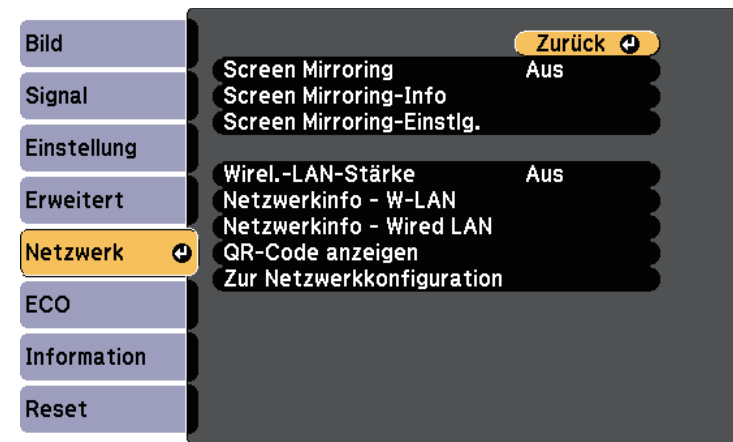 Bild
Signal
Einstellung
Erweitert
Netzwerk
ECO
Information
Reset
Zurück
Screen Mirroring Aus
Screen Mirroring-Info
Screen Mirroring-Einstlg.
Wirel.-LAN-Stärke Aus
Netzwerkinfo - W-LAN
Netzwerkinfo - Wired LAN
QR-Code anzeigen
Zur Netzwerkkonfiguration